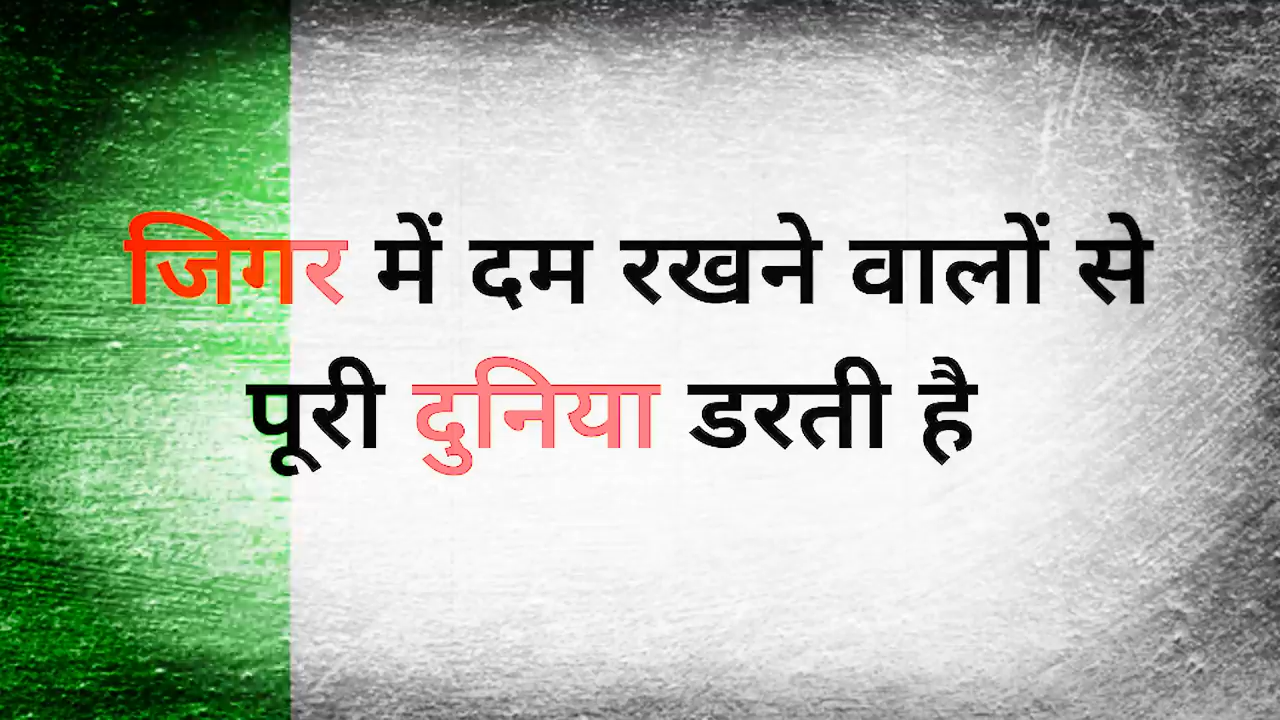 जिगर में दम रखने वालों से
पूरी दुनिया डरती है